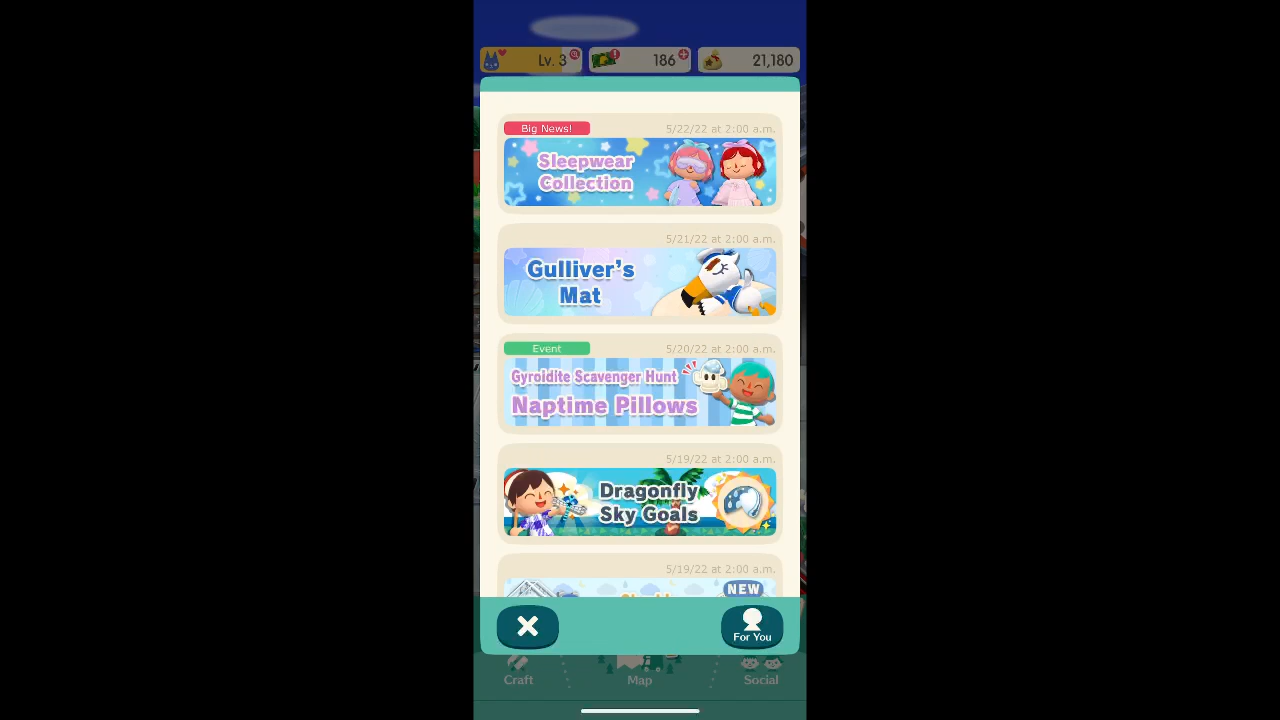 Lv. 3
186
21,180
Big News!
5/22/22 at 2:00 a.m.
Sleepwear
Collection
5/21/22 at 2:00 a.m.
Gulliver's
Mat
Event
5/20/22 at 2:00 a.m.
Gyroidite Scavenger Hunt
Naptime Pillows
5/19/22 at 2:00 a.m.
Dragonfly
Sky Goals
5/19/22 at 2:00 a.m.
NEW
For You
Craft
Map
Social